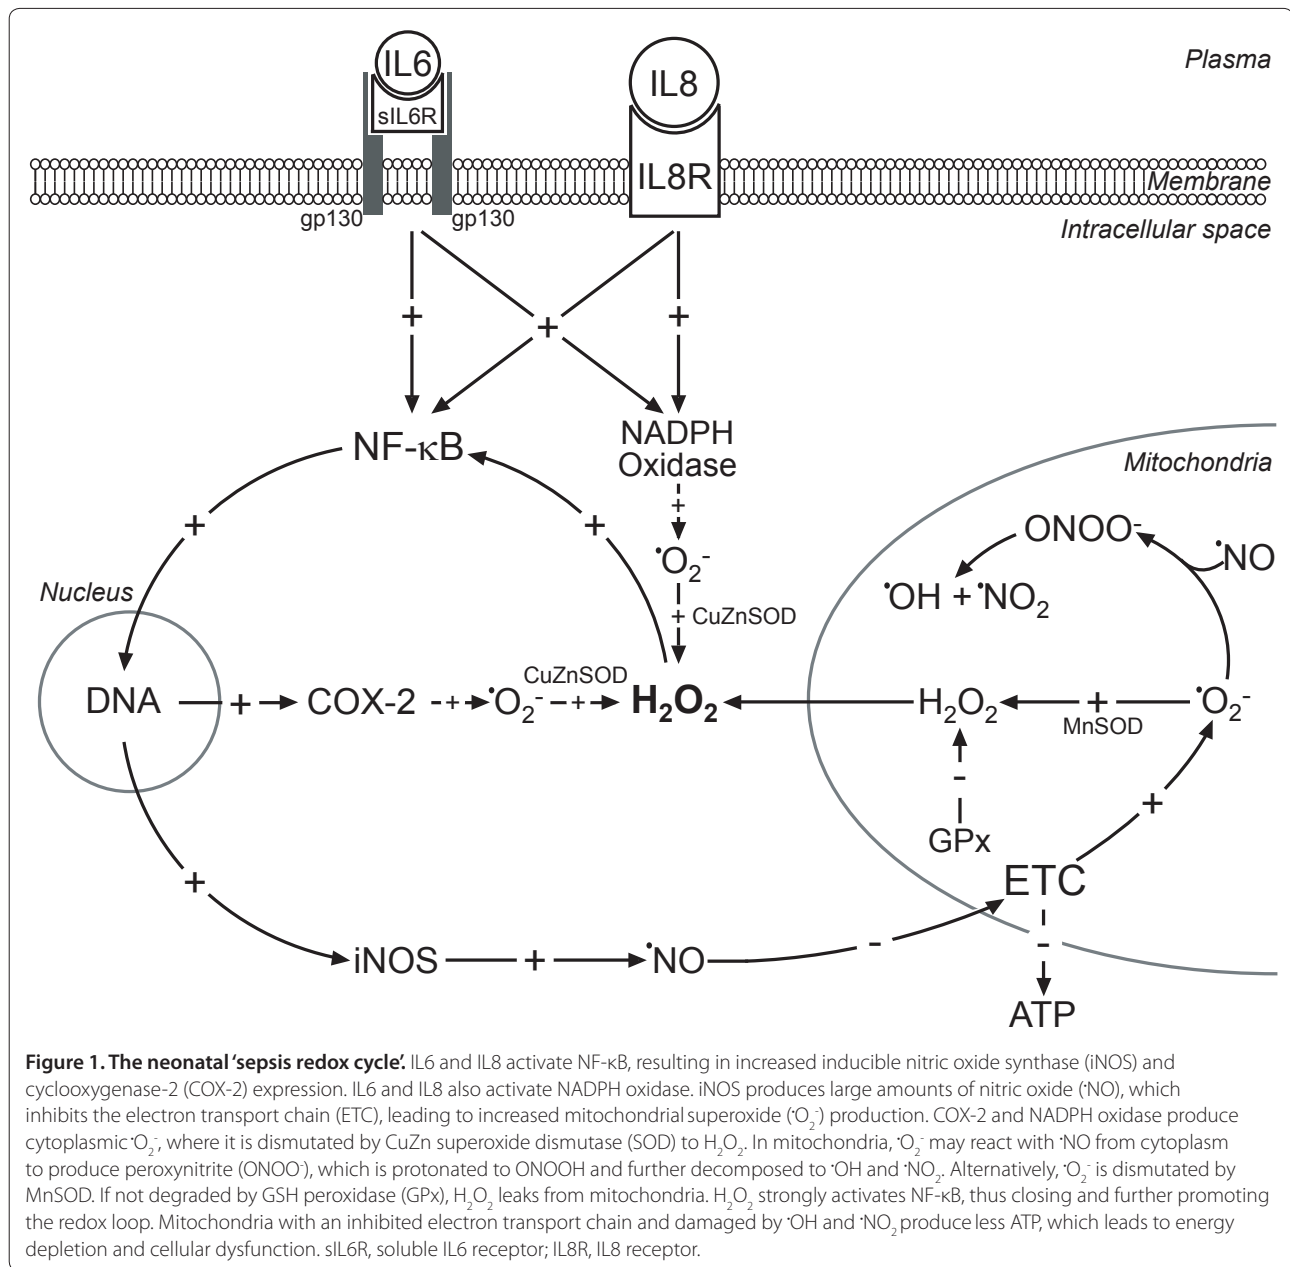 IL6
IL8
Plasma
sIL6R
IL8R
Membrane
gp130
gp130
Intracellular space
+
+
+
NF-κB
NADPH
Oxidase
Mitochondria
+
+
+
ONOO⁻
•NO
•O₂⁻
Nucleus
•OH + •NO₂
+ CuZnSOD
CuZnSOD
DNA
+
COX-2
+
•O₂⁻
+
H₂O₂
H₂O₂
+
•O₂⁻
MnSOD
-
+
GPx
+
ETC
iNOS
+
•NO
-
-
ATP
Figure 1. The neonatal ‘sepsis redox cycle’. IL6 and IL8 activate NF-κB, resulting in increased inducible nitric oxide synthase (iNOS) and
cyclooxygenase-2 (COX-2) expression. IL6 and IL8 also activate NADPH oxidase. iNOS produces large amounts of nitric oxide (•NO), which
inhibits the electron transport chain (ETC), leading to increased mitochondrial superoxide (•O₂⁻) production. COX-2 and NADPH oxidase produce
cytoplasmic •O₂⁻, where it is dismutated by CuZn superoxide dismutase (SOD) to H₂O₂. In mitochondria, •O₂⁻ may react with •NO from cytoplasm
to produce peroxynitrite (ONOO⁻), which is protonated to ONOOH and further decomposed to •OH and •NO₂. Alternatively, •O₂⁻ is dismutated by
MnSOD. If not degraded by GSH peroxidase (GPx), H₂O₂ leaks from mitochondria. H₂O₂ strongly activates NF-κB, thus closing and further promoting
the redox loop. Mitochondria with an inhibited electron transport chain and damaged by •OH and •NO₂ produce less ATP, which leads to energy
depletion and cellular dysfunction. sIL6R, soluble IL6 receptor; IL8R, IL8 receptor.